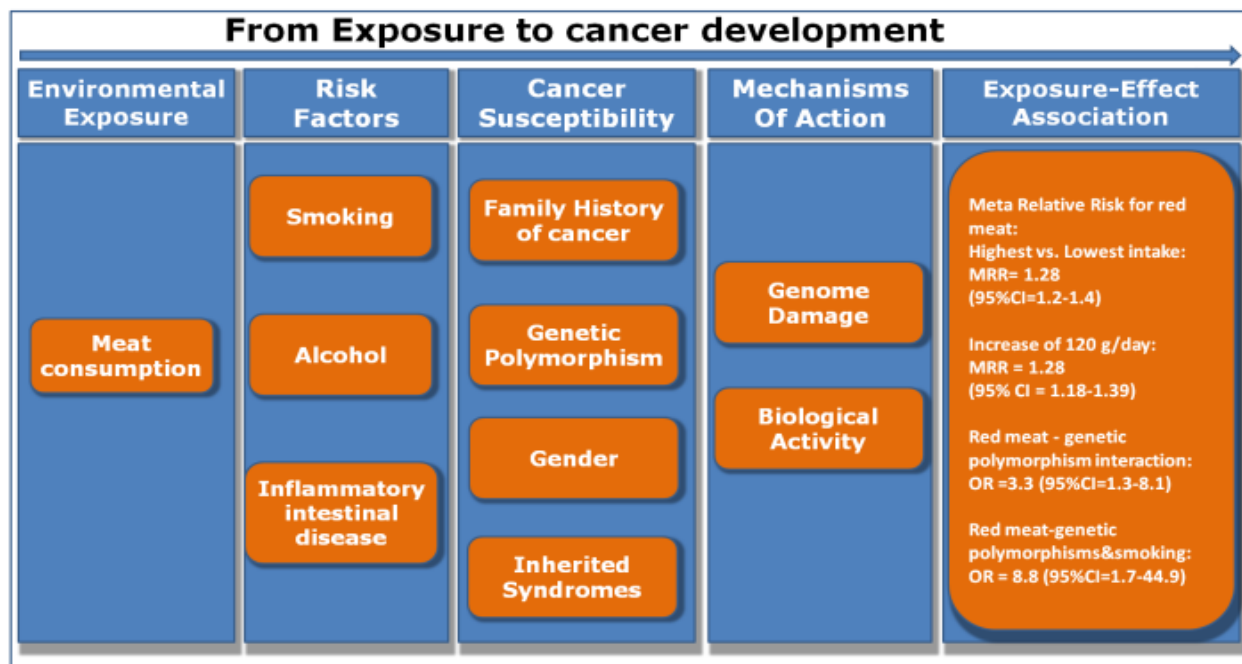 From Exposure to cancer development
Environmental
Exposure
Risk
Factors
Cancer
Susceptibility
Mechanisms
Of Action
Exposure-Effect
Association
Meat
consumption
Smoking
Alcohol
Inflammatory
intestinal
disease
Family History
of cancer
Genetic
Polymorphism
Gender
Inherited
Syndromes
Genome
Damage
Biological
Activity
Meta Relative Risk for red
meat:
Highest vs. Lowest intake:
MRR= 1.28
(95%CI=1.2-1.4)
Increase of 120 g/day:
MRR = 1.28
(95% CI = 1.18-1.39)
Red meat - genetic
polymorphism interaction:
OR =3.3 (95%CI=1.3-8.1)
Red meat-genetic
polymorphisms&smoking:
OR = 8.8 (95%CI=1.7-44.9)